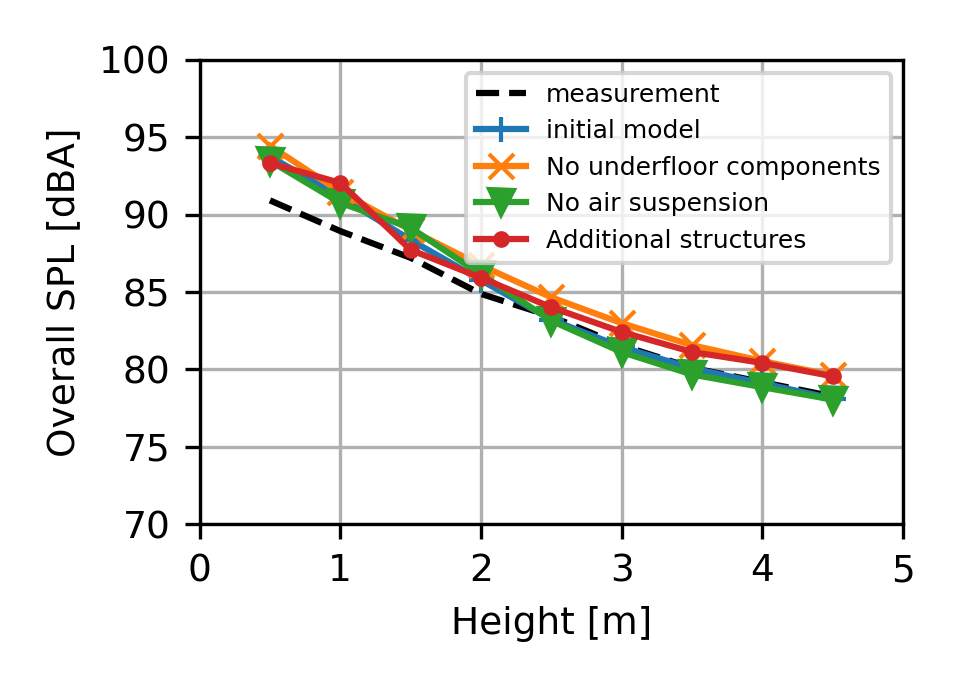 100
95
90
85
80
75
70
Overall SPL [dBA]
measurement
initial model
No underfloor components
No air suspension
Additional structures
0 1 2 3 4 5
Height [m]